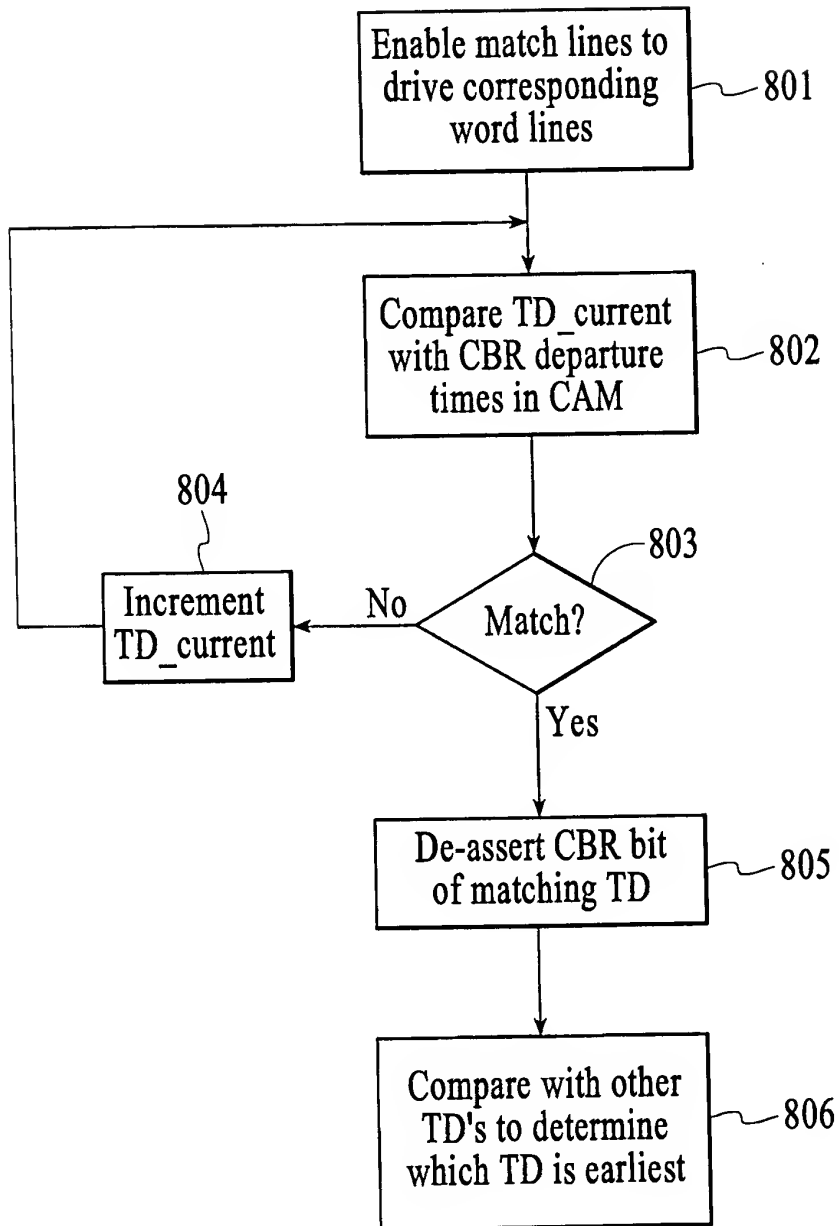 Enable match lines to
drive corresponding
word lines
801
Compare TD_current
with CBR departure
times in CAM
802
804
803
Increment
TD_current
No
Match?
Yes
De-assert CBR bit
of matching TD
805
Compare with other
TD's to determine
which TD is earliest
806